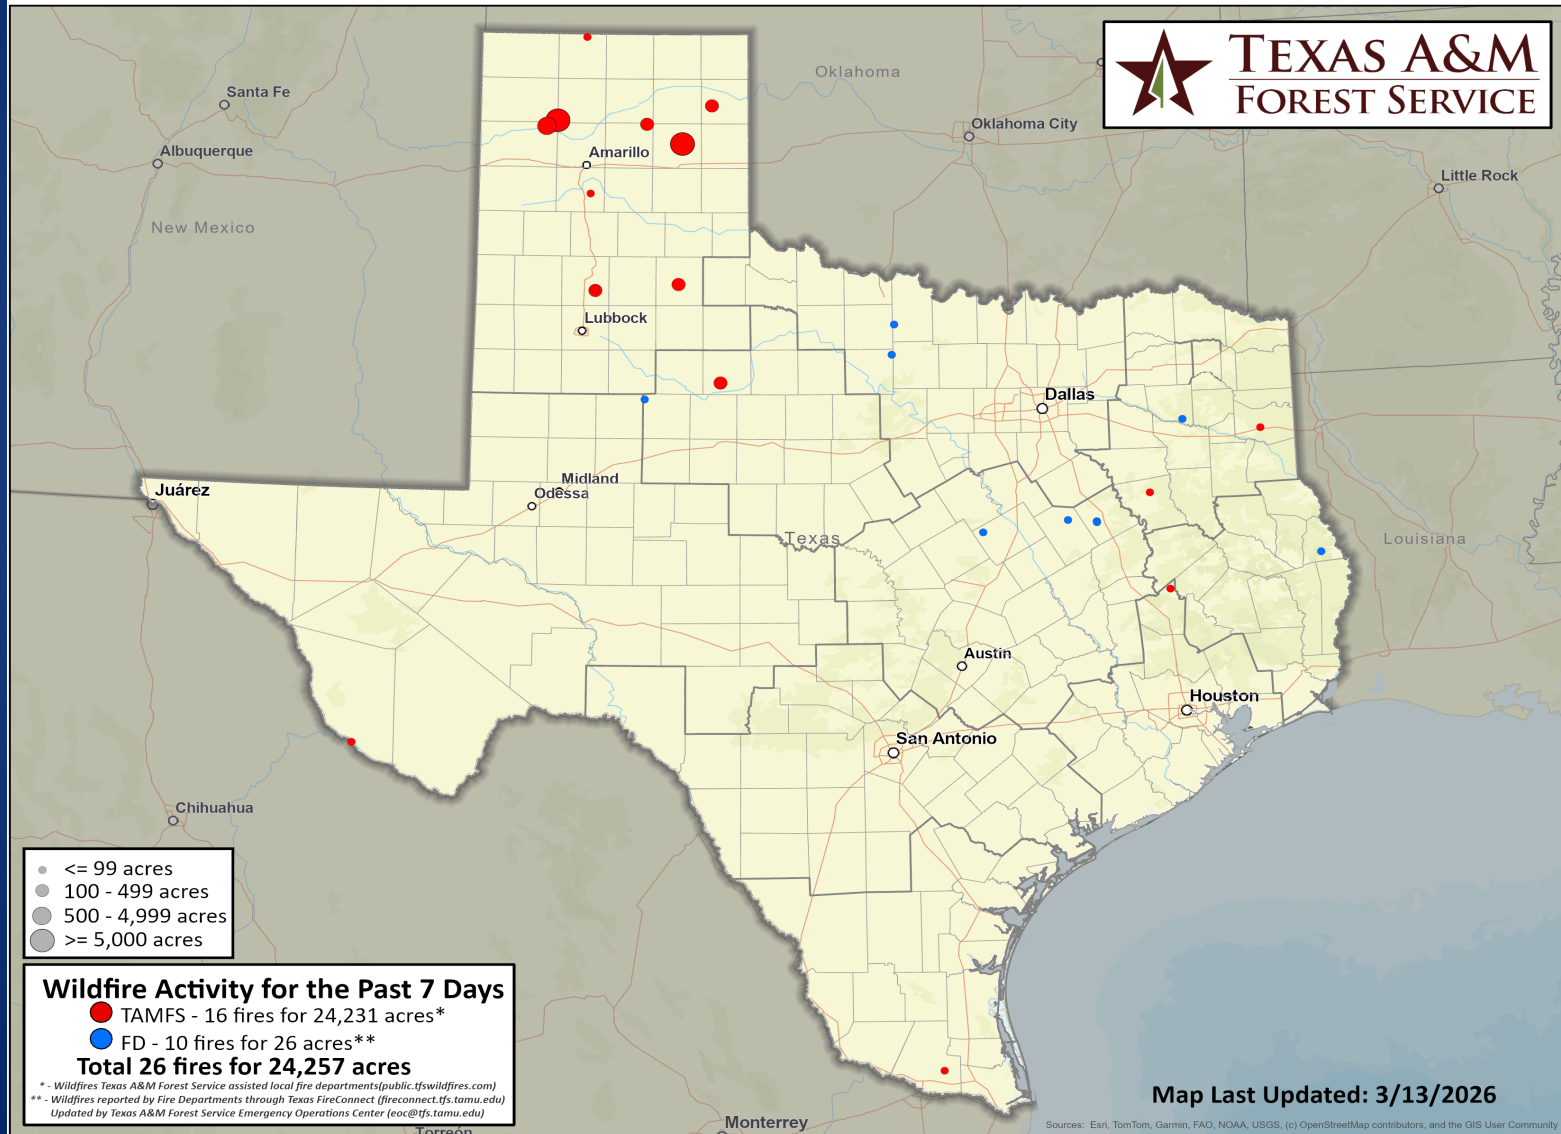 TEXAS A&M
FOREST SERVICE
Oklahoma
Santa Fe
Oklahoma City
Albuquerque
Amarillo
Little Rock
New Mexico
Lubbock
Dallas
Midland
Odessa
Juárez
Texas
Louisiana
Austin
Houston
San Antonio
Chihuahua
<= 99 acres
100 - 499 acres
500 - 4,999 acres
>= 5,000 acres
Wildfire Activity for the Past 7 Days
TAMFS - 16 fires for 24,231 acres*
FD - 10 fires for 26 acres**
Total 26 fires for 24,257 acres
* - Wildfires Texas A&M Forest Service assisted local fire departments(public.tfswildfires.com)
** - Wildfires reported by Fire Departments through Texas FireConnect (fireconnect.tfs.tamu.edu)
Updated by Texas A&M Forest Service Emergency Operations Center (eoc@tfs.tamu.edu)
Map Last Updated: 3/13/2026
Monterrey
Torreón
Sources: Esri, TomTom, Garmin, FAO, NOAA, USGS, (c) OpenStreetMap contributors, and the GIS User Community